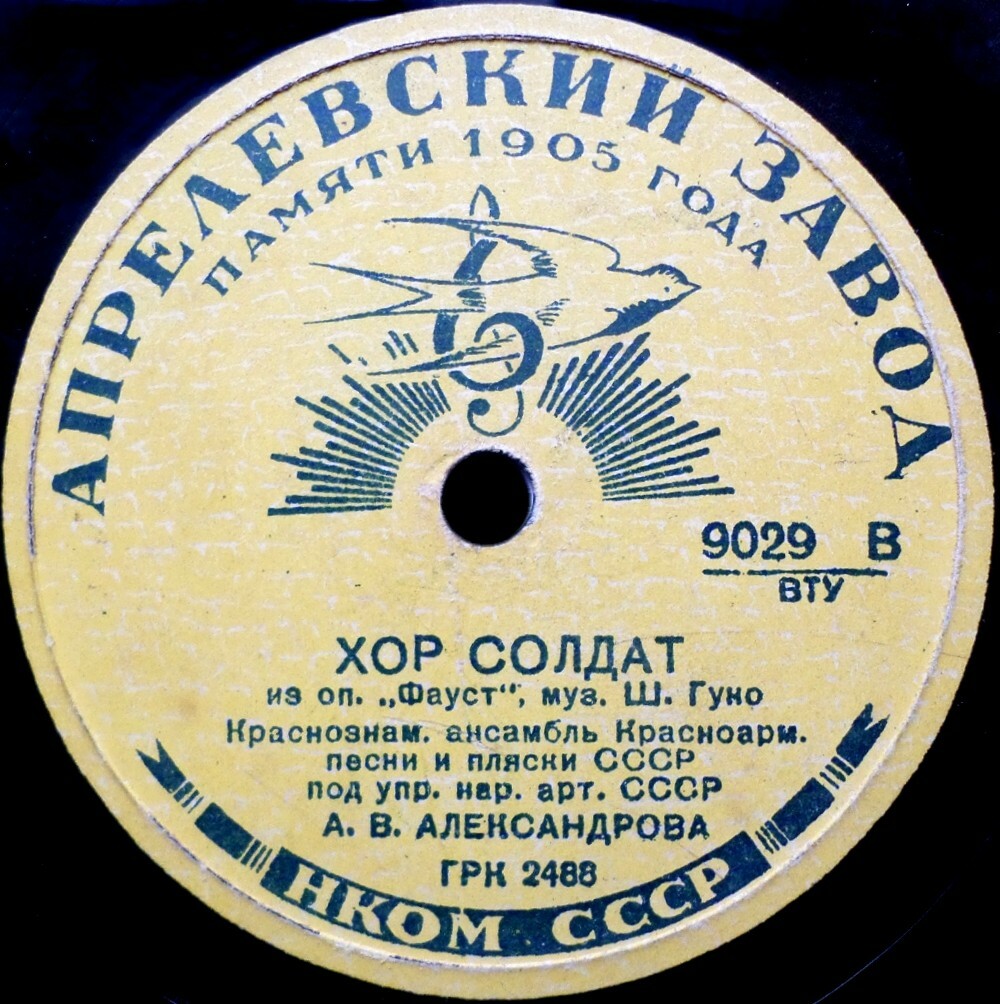 АПРЕЛЕВСКИЙ ЗАВОД
ПАМЯТИ 1905 ГОДА
9029 В
ВТУ
ХОР СОЛДАТ
из оп. „Фауст“, муз. Ш. Гуно
Краснознам. ансамбль Красноарм.
песни и пляски СССР
под упр. нар. арт. СССР
А. В. АЛЕКСАНДРОВА
ГРК 2488
НКОМ СССР